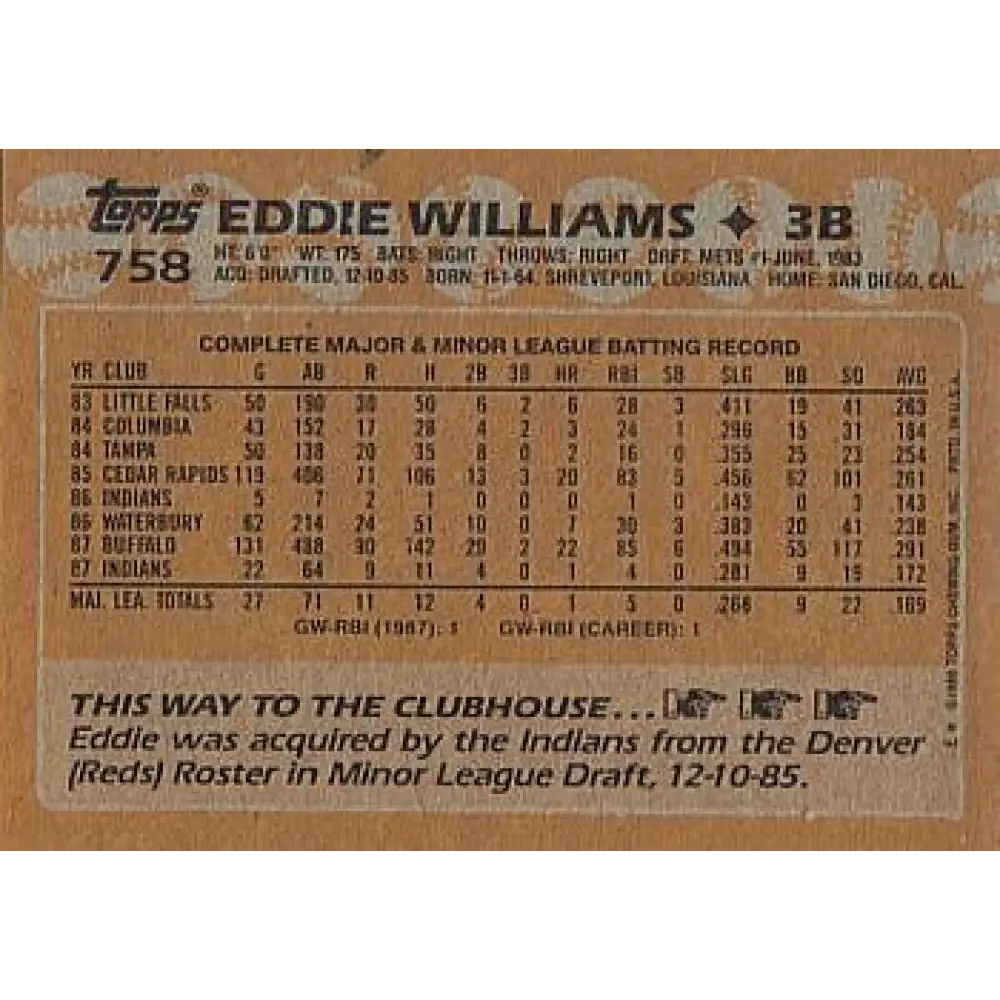 Topps® EDDIE WILLIAMS ✦ 3B
758 HT: 6'0" WT: 175 BATS: RIGHT THROWS: RIGHT DRAFT: METS #1-JUNE, 1983
ACQ: DRAFTED, 12-10-85 BORN: 11-1-64, SHREVEPORT, LOUISIANA HOME: SAN DIEGO, CAL.
COMPLETE MAJOR & MINOR LEAGUE BATTING RECORD
YR CLUB G AB R H 2B 3B HR RBI SB SLG BB SO AVG
83 LITTLE FALLS 50 190 30 50 6 2 6 28 3 .411 19 41 .263
84 COLUMBIA 43 152 17 28 4 2 3 24 1 .296 15 31 .184
84 TAMPA 50 138 20 35 8 0 2 16 0 .355 25 23 .254
85 CEDAR RAPIDS 119 406 71 106 13 3 20 83 5 .456 62 101 .261
86 INDIANS 5 7 2 1 0 0 0 1 0 .143 0 3 .143
86 WATERBURY 62 214 24 51 10 0 7 30 3 .383 20 41 .238
87 BUFFALO 131 488 90 142 29 2 22 85 6 .494 55 117 .291
87 INDIANS 22 64 9 11 4 0 1 4 0 .281 9 19 .172
MAJ. LEA. TOTALS 27 71 11 12 4 0 1 5 0 .268 9 22 .169
GW-RBI (1987): 1 GW-RBI (CAREER): 1
THIS WAY TO THE CLUBHOUSE...
Eddie was acquired by the Indians from the Denver
(Reds) Roster in Minor League Draft, 12-10-85.
TOPPS CHEWING GUM, INC. PRTD. IN U.S.A.